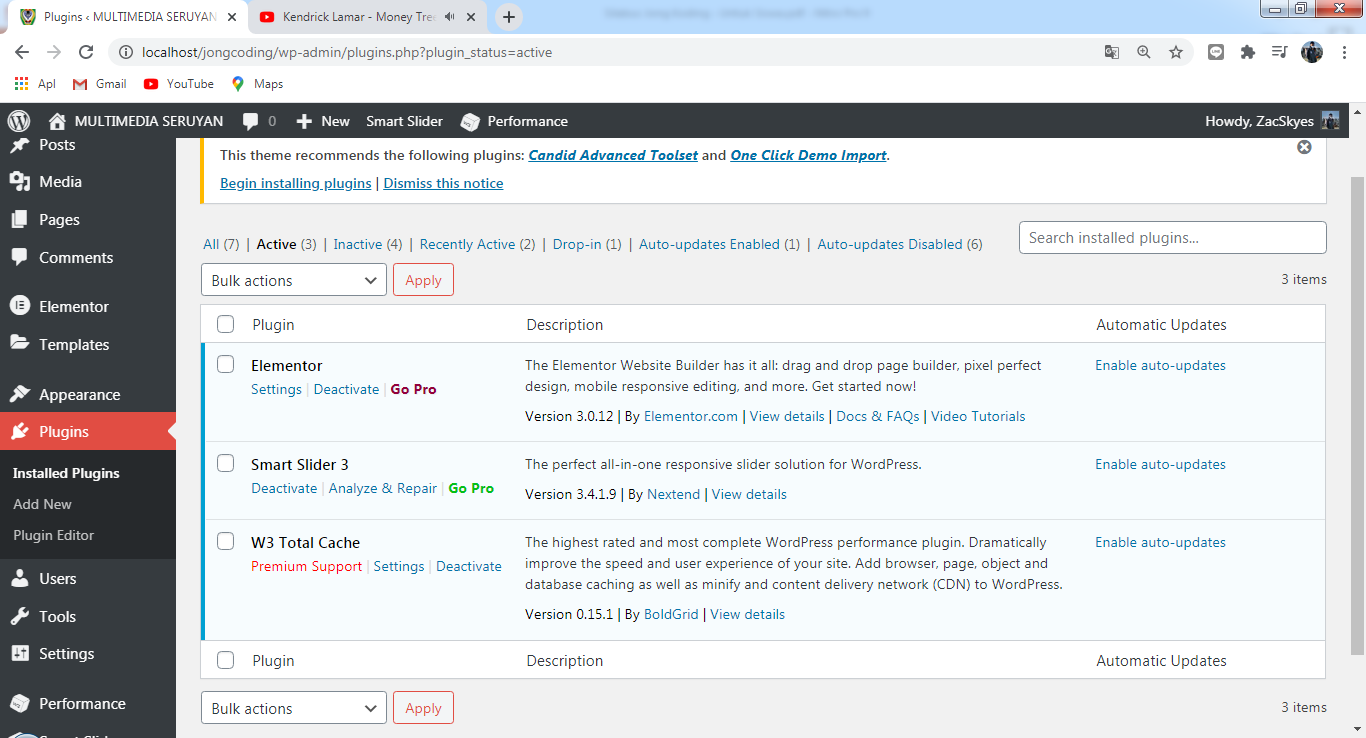 Plugins ‹ MULTIMEDIA SERUYAN
Kendrick Lamar - Money Tre
localhost/jongcoding/wp-admin/plugins.php?plugin_status=active
Apl Gmail YouTube Maps
MULTIMEDIA SERUYAN 0 New Smart Slider Performance Howdy, ZacSkyes
Posts
Media
Pages
Comments
Elementor
Templates
Appearance
Plugins
Installed Plugins
Add New
Plugin Editor
Users
Tools
Settings
Performance
This theme recommends the following plugins: Candid Advanced Toolset and One Click Demo Import.
Begin installing plugins | Dismiss this notice
All (7) | Active (3) | Inactive (4) | Recently Active (2) | Drop-in (1) | Auto-updates Enabled (1) | Auto-updates Disabled (6)
Search installed plugins...
Bulk actions Apply 3 items
Plugin Description Automatic Updates
Elementor
Settings | Deactivate | Go Pro
The Elementor Website Builder has it all: drag and drop page builder, pixel perfect
design, mobile responsive editing, and more. Get started now!
Version 3.0.12 | By Elementor.com | View details | Docs & FAQs | Video Tutorials
Enable auto-updates
Smart Slider 3
Deactivate | Analyze & Repair | Go Pro
The perfect all-in-one responsive slider solution for WordPress.
Version 3.4.1.9 | By Nextend | View details
Enable auto-updates
W3 Total Cache
Premium Support | Settings | Deactivate
The highest rated and most complete WordPress performance plugin. Dramatically
improve the speed and user experience of your site. Add browser, page, object and
database caching as well as minify and content delivery network (CDN) to WordPress.
Version 0.15.1 | By BoldGrid | View details
Enable auto-updates
Plugin Description Automatic Updates
Bulk actions Apply 3 items